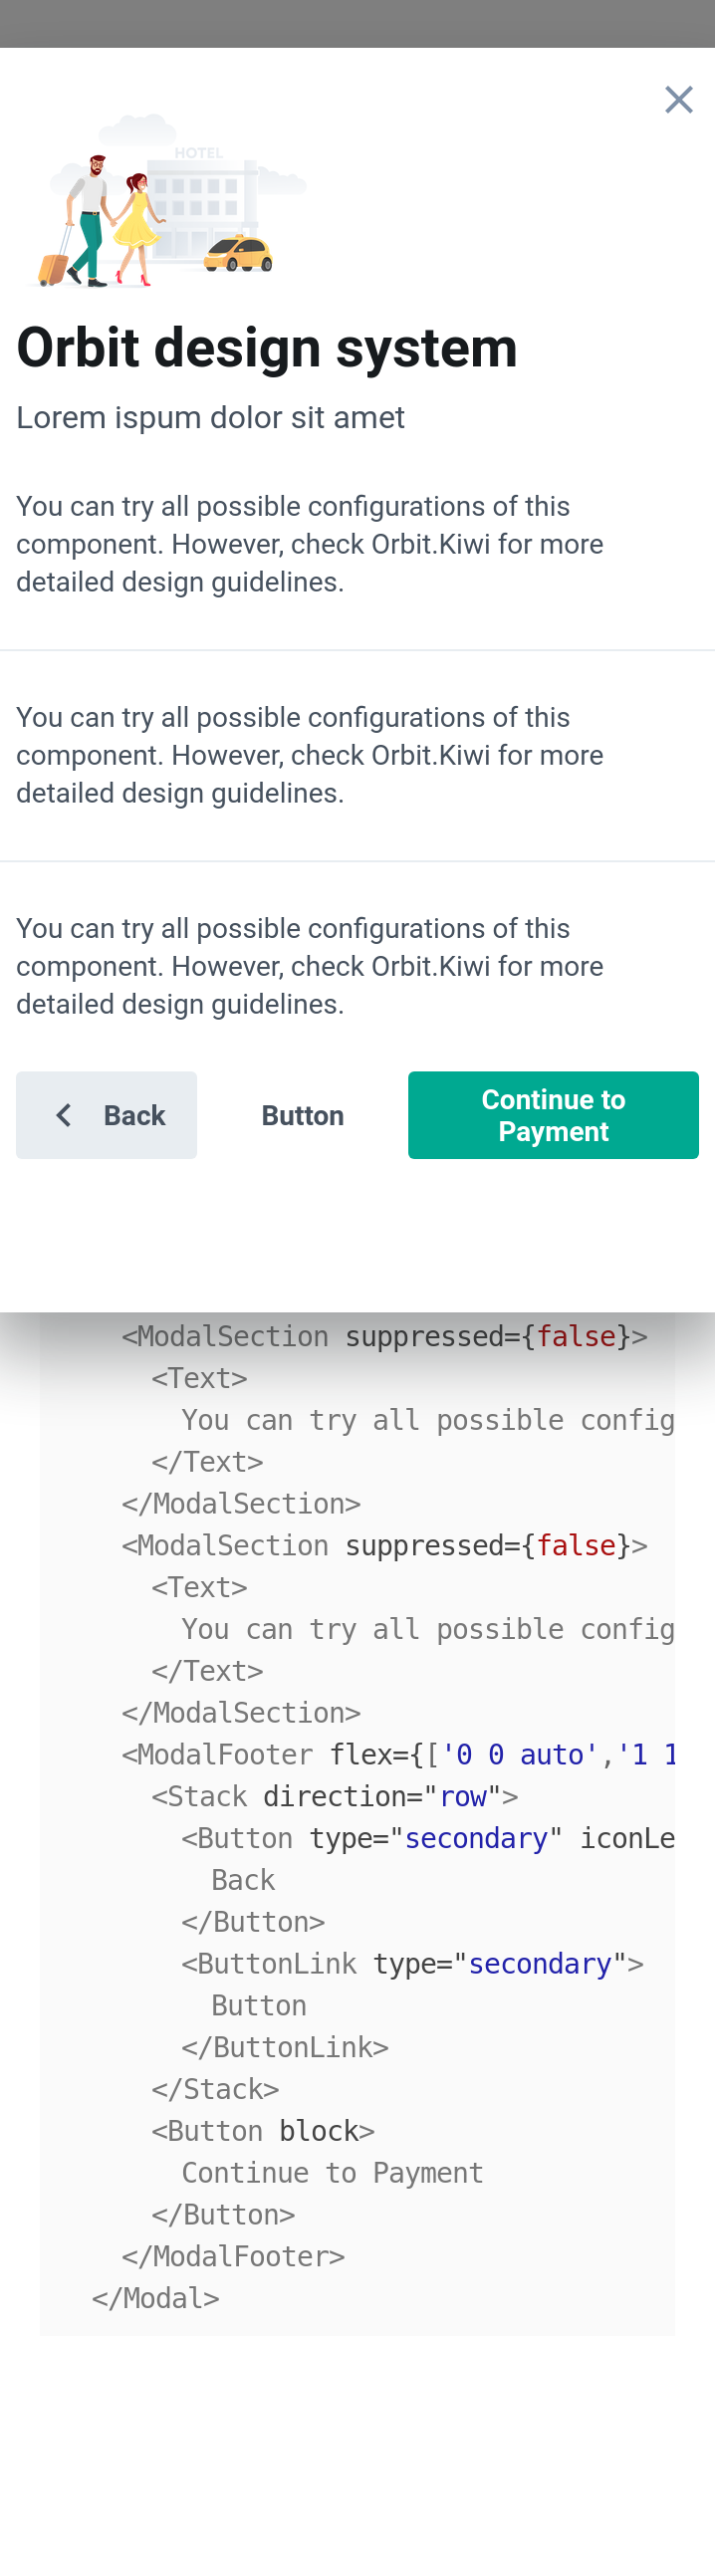 HOTEL
Orbit design system
Lorem ispum dolor sit amet
You can try all possible configurations of this
component. However, check Orbit.Kiwi for more
detailed design guidelines.
You can try all possible configurations of this
component. However, check Orbit.Kiwi for more
detailed design guidelines.
You can try all possible configurations of this
component. However, check Orbit.Kiwi for more
detailed design guidelines.
Back
Button
Continue to
Payment
<ModalSection suppressed={false}>
<Text>
You can try all possible config
</Text>
</ModalSection>
<ModalSection suppressed={false}>
<Text>
You can try all possible config
</Text>
</ModalSection>
<ModalFooter flex={['0 0 auto','1 1
<Stack direction="row">
<Button type="secondary" iconLe
Back
</Button>
<ButtonLink type="secondary">
Button
</ButtonLink>
</Stack>
<Button block>
Continue to Payment
</Button>
</ModalFooter>
</Modal>